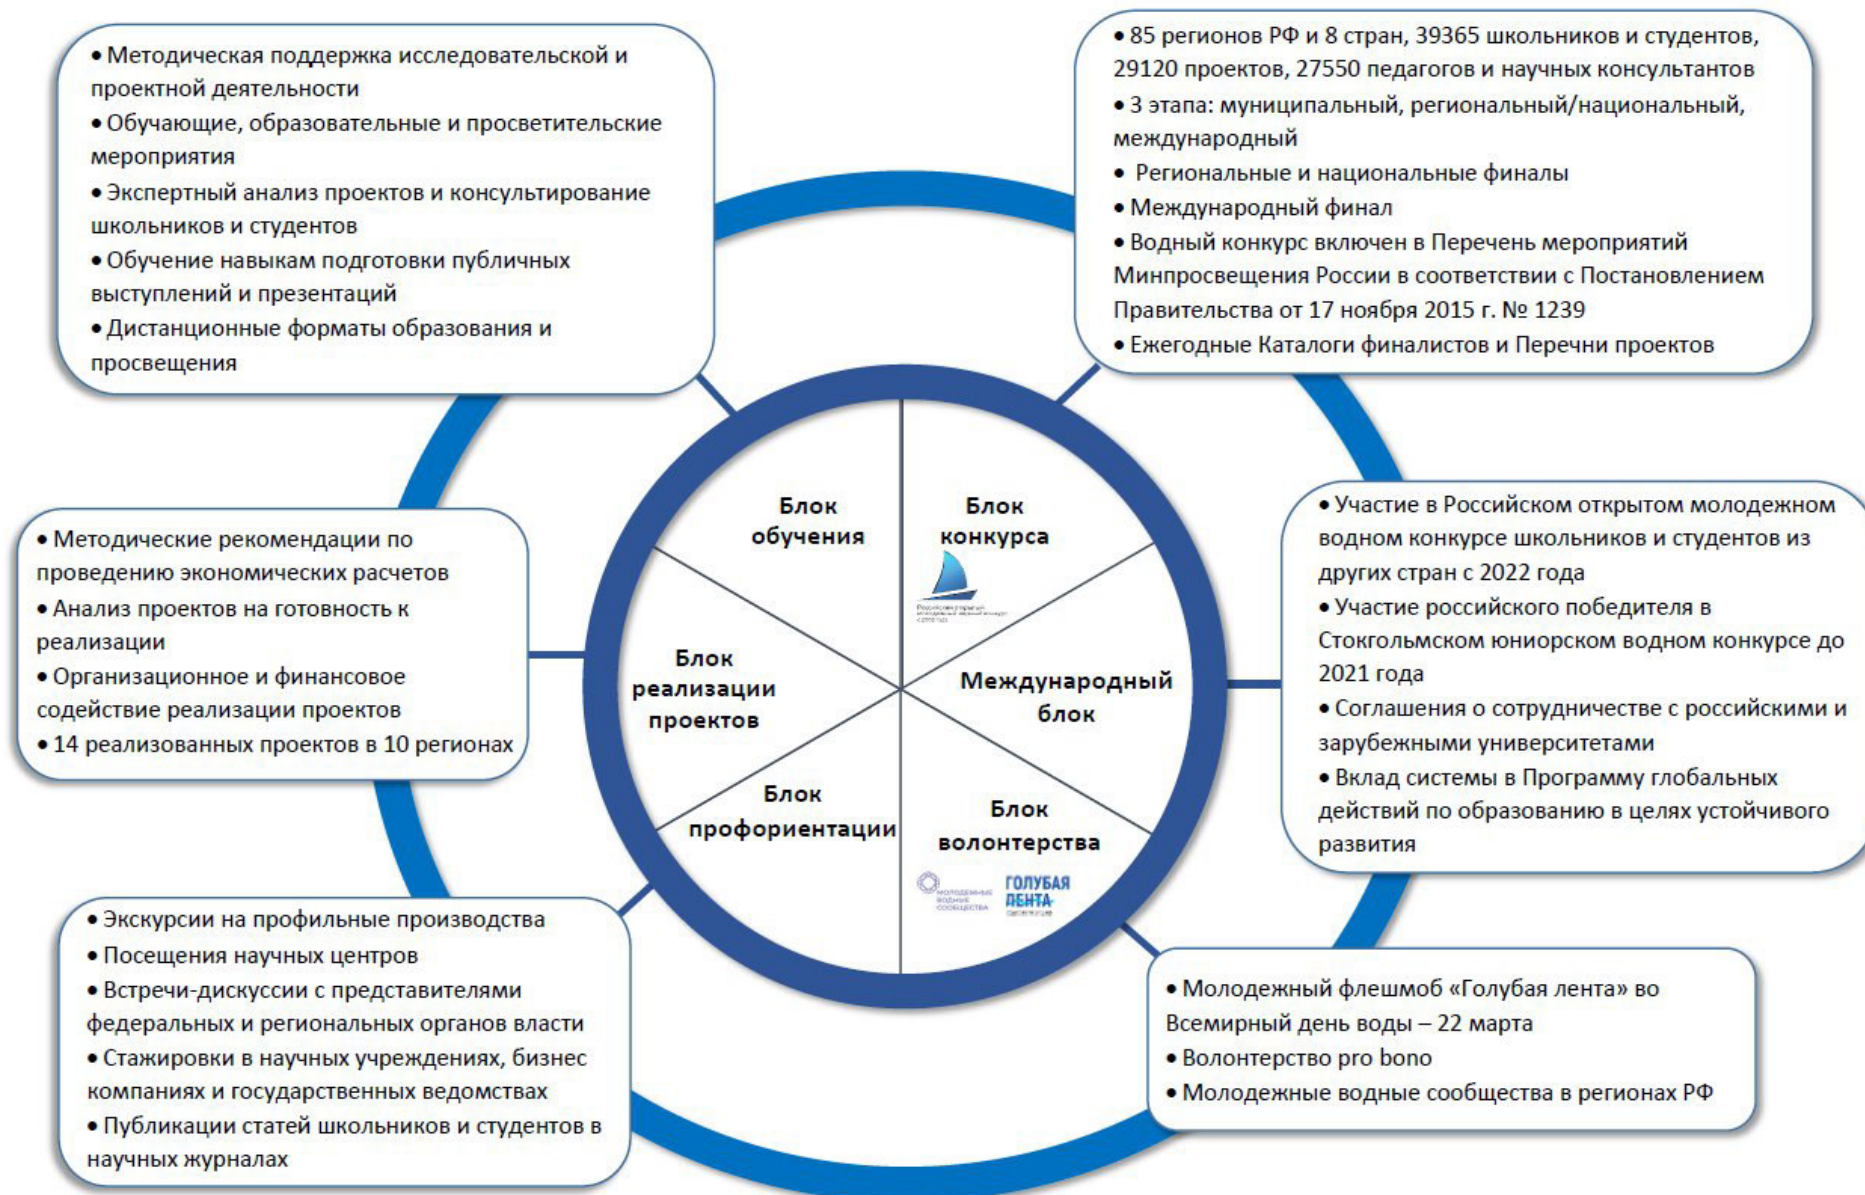 • Методическая поддержка исследовательской и
проектной деятельности
• Обучающие, образовательные и просветительские
мероприятия
• Экспертный анализ проектов и консультирование
школьников и студентов
• Обучение навыкам подготовки публичных
выступлений и презентаций
• Дистанционные форматы образования и
просвещения
• 85 регионов РФ и 8 стран, 39365 школьников и студентов,
29120 проектов, 27550 педагогов и научных консультантов
• 3 этапа: муниципальный, региональный/национальный,
международный
• Региональные и национальные финалы
• Международный финал
• Водный конкурс включен в Перечень мероприятий
Минпросвещения России в соответствии с Постановлением
Правительства от 17 ноября 2015 г. № 1239
• Ежегодные Каталоги финалистов и Перечни проектов
• Методические рекомендации по
проведению экономических расчетов
• Анализ проектов на готовность к
реализации
• Организационное и финансовое
содействие реализации проектов
• 14 реализованных проектов в 10 регионах
Блок
обучения
Блок
конкурса
Российский открытый
молодежный водный конкурс
Блок
реализации
проектов
Международный
блок
Блок
профориентации
Блок
волонтерства
МОЛОДЕЖНЫЕ
ВОДНЫЕ
СООБЩЕСТВА
ГОЛУБАЯ
ЛЕНТА
• Участие в Российском открытом молодежном
водном конкурсе школьников и студентов из
других стран с 2022 года
• Участие российского победителя в
Стокгольмском юниорском водном конкурсе до
2021 года
• Соглашения о сотрудничестве с российскими и
зарубежными университетами
• Вклад системы в Программу глобальных
действий по образованию в целях устойчивого
развития
• Экскурсии на профильные производства
• Посещения научных центров
• Встречи-дискуссии с представителями
федеральных и региональных органов власти
• Стажировки в научных учреждениях, бизнес
компаниях и государственных ведомствах
• Публикации статей школьников и студентов в
научных журналах
• Молодежный флешмоб «Голубая лента» во
Всемирный день воды – 22 марта
• Волонтерство pro bono
• Молодежные водные сообщества в регионах РФ